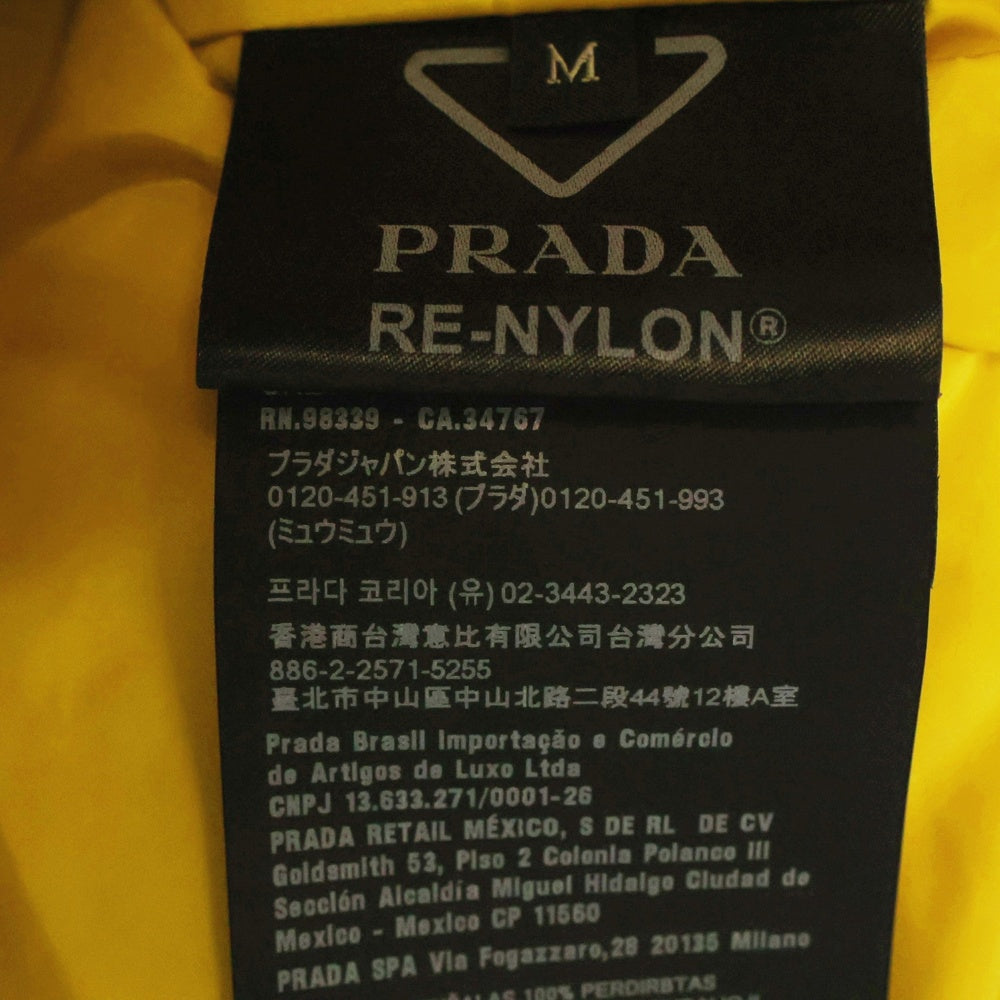 M
PRADA
RE-NYLON®
RN.98339 - CA.34767
プラダジャパン株式会社
0120-451-913 (プラダ)0120-451-993
(ミュウミュウ)
프라다 코리아 (유) 02-3443-2323
香港商台灣意比有限公司台灣分公司
886-2-2571-5255
臺北市中山區中山北路二段44號12樓A室
Prada Brasil Importação e Comércio
de Artigos de Luxo Ltda
CNPJ 13.633.271/0001-26
PRADA RETAIL MÉXICO, S DE RL DE CV
Goldsmith 53, Piso 2 Colonia Polanco III
Sección Alcaldía Miguel Hidalgo Ciudad de
Mexico - Mexico CP 11560
PRADA SPA Via Fogazzaro,28 20135 Milano
100% PERDIRBTAS